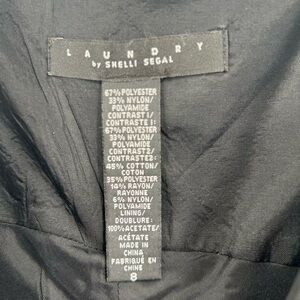 LAUNDRY
by SHELLI SEGAL
67% POLYESTER
33% NYLON/
POLYAMIDE
CONTRAST 1/
CONTRASTE 1:
67% POLYESTER
33% NYLON/
POLYAMIDE
CONTRAST2/
CONTRASTE2:
45% COTTON/
COTON
35% POLYESTER
14% RAYON/
RAYONNE
6% NYLON/
POLYAMIDE
LINING/
DOUBLURE:
100% ACETATE/
ACÉTATE
MADE IN
CHINA
FABRIQUÉ EN
CHINE
8